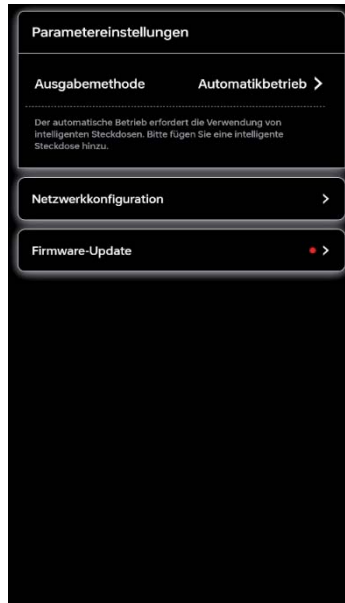 Parametereinstellungen
Ausgabemethode Automatikbetrieb
Der automatische Betrieb erfordert die Verwendung von
intelligenten Steckdosen. Bitte fügen Sie eine intelligente
Steckdose hinzu.
Netzwerkkonfiguration
Firmware-Update